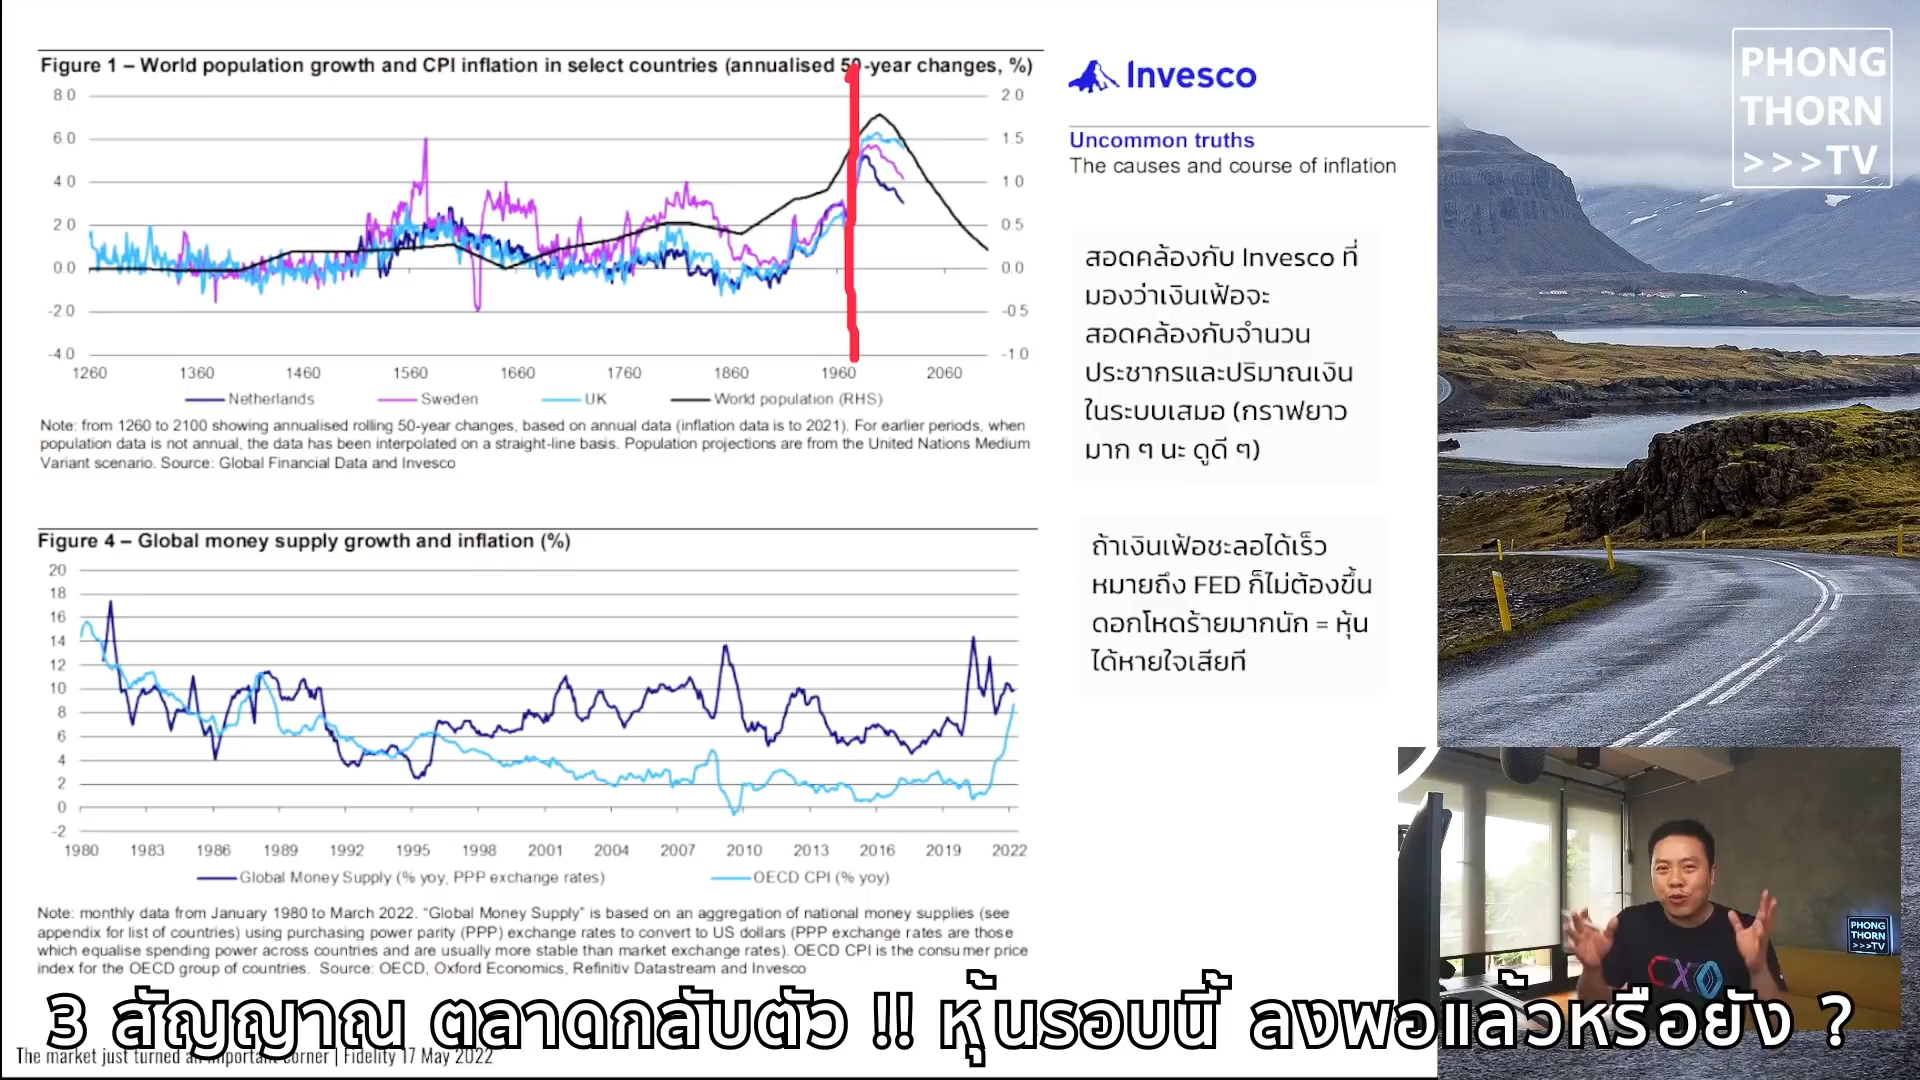 Figure 1 – World population growth and CPI inflation in select countries (annualised 50-year changes, %)
8 0
6.0
4 0
2.0
0 0
-2 0
-4 0
2 0
1.5
1 0
0.5
0 0
-0 5
-1 0
1260 1360 1460 1560 1660 1760 1860 1960 2060
Netherlands Sweden UK World population (RHS)
Note: from 1260 to 2100 showing annualised rolling 50-year changes, based on annual data (inflation data is to 2021). For earlier periods, when
population data is not annual, the data has been interpolated on a straight-line basis. Population projections are from the United Nations Medium
Variant scenario. Source: Global Financial Data and Invesco
Figure 4 – Global money supply growth and inflation (%)
20
18
16
14
12
10
8
6
4
2
0
-2
1980 1983 1986 1989 1992 1995 1998 2001 2004 2007 2010 2013 2016 2019 2022
Global Money Supply (% yoy, PPP exchange rates) OECD CPI (% yoy)
Note: monthly data from January 1980 to March 2022. “Global Money Supply” is based on an aggregation of national money supplies (see
appendix for list of countries) using purchasing power parity (PPP) exchange rates to convert to US dollars (PPP exchange rates are those
which equalise spending power across countries and are usually more stable than market exchange rates). OECD CPI is the consumer price
index for the OECD group of countries. Source: OECD, Oxford Economics, Refinitiv Datastream and Invesco
Invesco
Uncommon truths
The causes and course of inflation
สอดคล้องกับ Invesco ที่
มองว่าเงินเฟ้อจะ
สอดคล้องกับจำนวน
ประชากรและปริมาณเงิน
ในระบบเสมอ (กราฟยาว
มาก ๆ นะ ดูดี ๆ)
ถ้าเงินเฟ้อชะลอได้เร็ว
หมายถึง FED ก็ไม่ต้องขึ้น
ดอกโหดร้ายมากนัก = หุ้น
ได้หายใจเสียที
PHONG
THORN
>>>TV
PHONG
THORN
>>>TV
CXO
3 สัญญาณ ตลาดกลับตัว !! หุ้นรอบนี้ ลงพอแล้วหรือยัง ?
The market just turned an important corner | Fidelity 17 May 2022